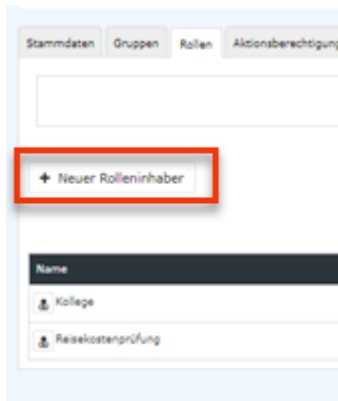 Stammdaten Gruppen Rollen Aktionsberechtigung
+ Neuer Rolleninhaber
Name
Kollege
Reisekostenprüfung